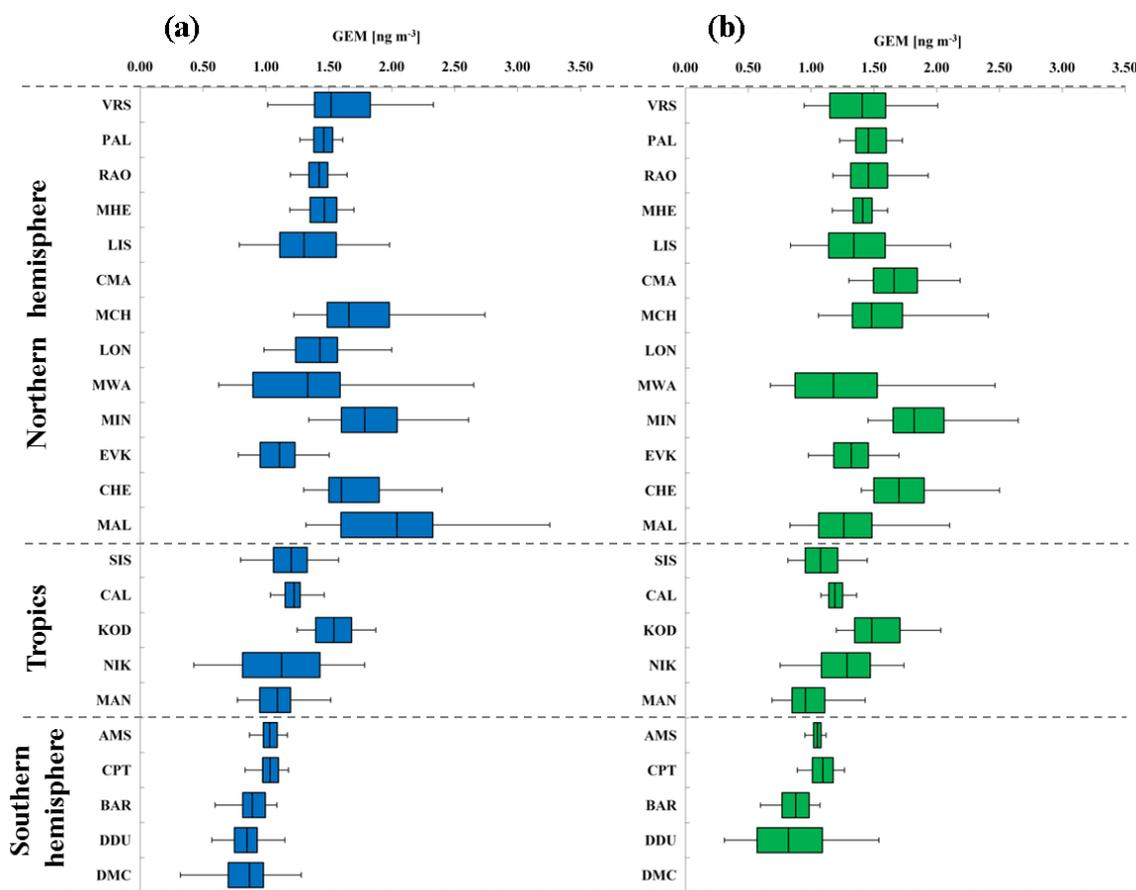 (a)
(b)
GEM [ng m-3]
GEM [ng m-3]
0.00 0.50 1.00 1.50 2.00 2.50 3.00 3.50
0.00 0.50 1.00 1.50 2.00 2.50 3.00 3.50
Northern hemisphere
VRS
PAL
RAO
MHE
LIS
CMA
MCH
LON
MWA
MIN
EVK
CHE
MAL
Tropics
SIS
CAL
KOD
NIK
MAN
Southern
hemisphere
AMS
CPT
BAR
DDU
DMC
VRS
PAL
RAO
MHE
LIS
CMA
MCH
LON
MWA
MIN
EVK
CHE
MAL
SIS
CAL
KOD
NIK
MAN
AMS
CPT
BAR
DDU
DMC